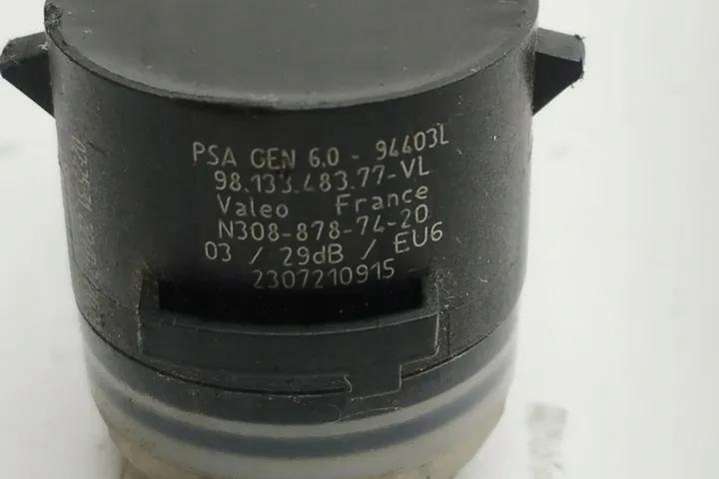 PSA GEN 6.0 - 94403L
98.133.483.77-VL
Valeo France
N308-878-74-20
03 / 29dB / EU6
2307210915